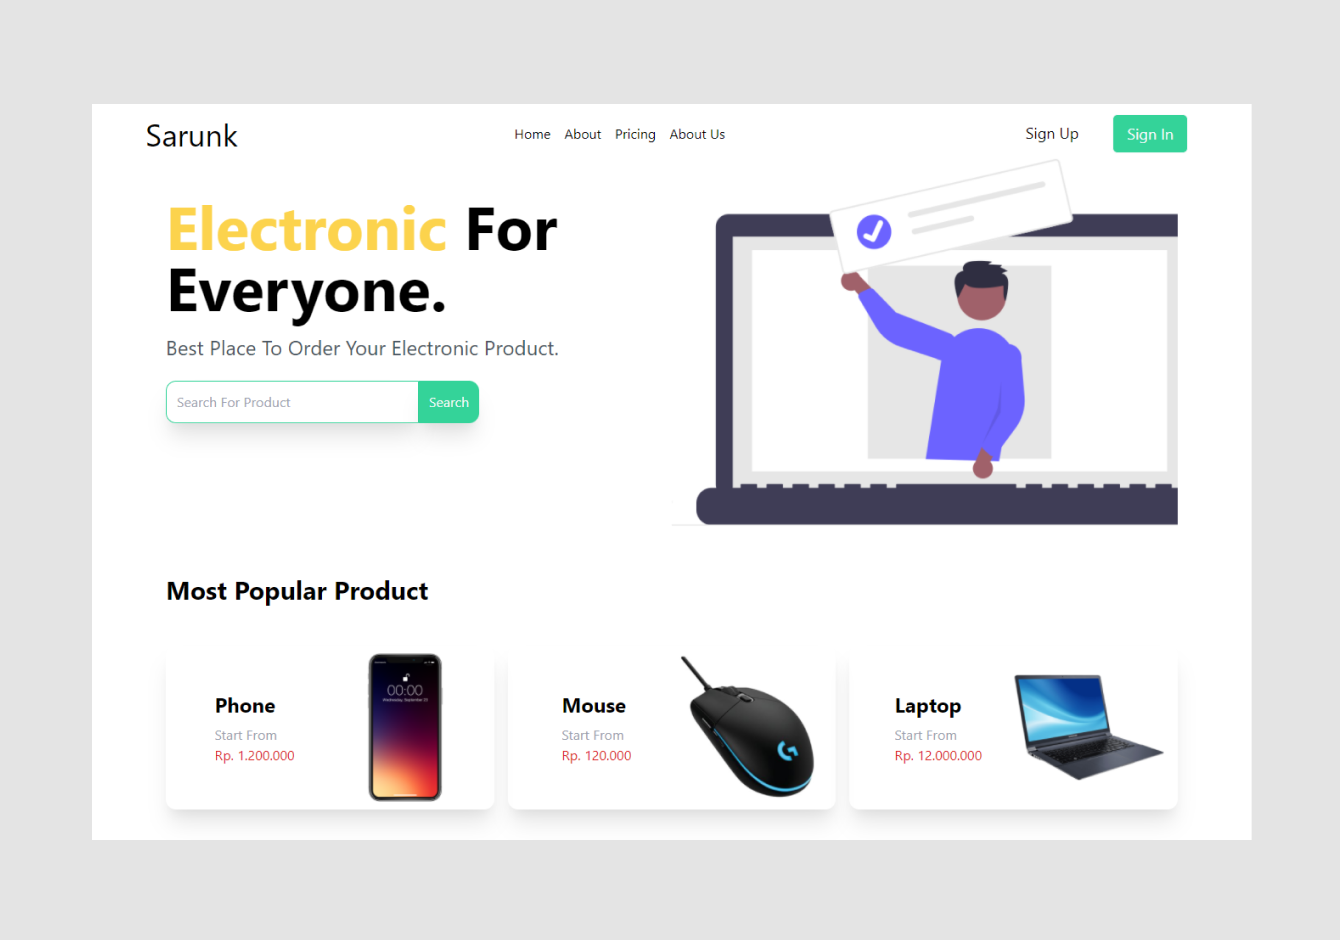 Sarunk
Home About Pricing About Us
Sign Up
Sign In
Electronic For
Everyone.
Best Place To Order Your Electronic Product.
Search For Product
Search
Most Popular Product
Phone
Start From
Rp. 1.200.000
00:00
Mouse
Start From
Rp. 120.000
G
Laptop
Start From
Rp. 12.000.000